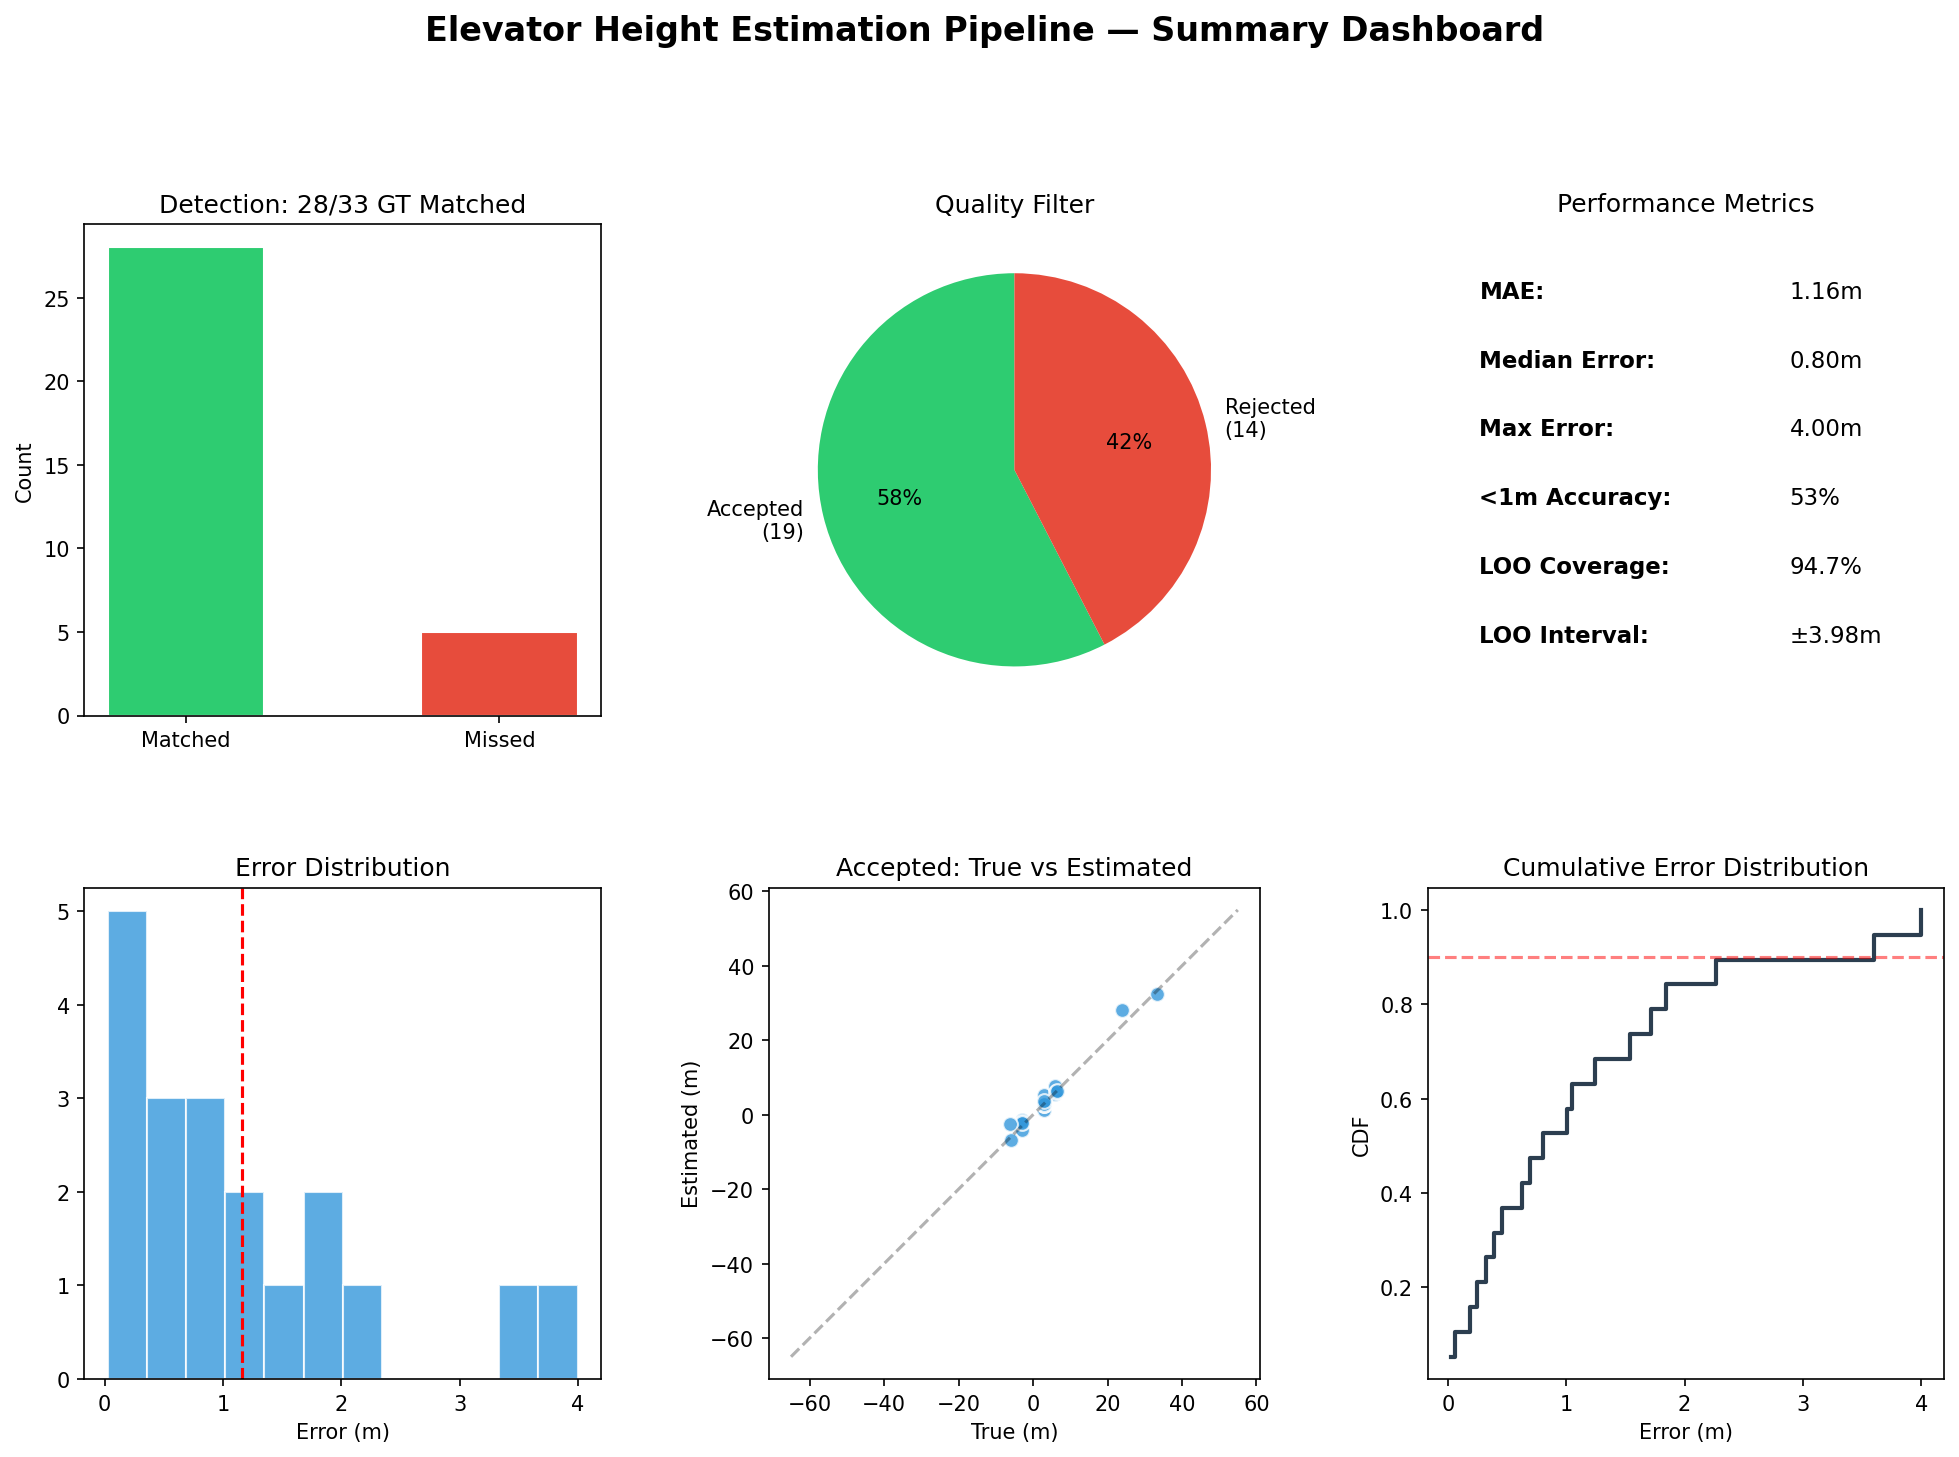 Elevator Height Estimation Pipeline — Summary Dashboard
Detection: 28/33 GT Matched
Count
25
20
15
10
5
0
Matched
Missed
Quality Filter
Rejected
(14)
42%
58%
Accepted
(19)
Performance Metrics
MAE: 1.16m
Median Error: 0.80m
Max Error: 4.00m
<1m Accuracy: 53%
LOO Coverage: 94.7%
LOO Interval: ±3.98m
Error Distribution
5
4
3
2
1
0
0 1 2 3 4
Error (m)
Accepted: True vs Estimated
Estimated (m)
60
40
20
0
−20
−40
−60
−60 −40 −20 0 20 40 60
True (m)
Cumulative Error Distribution
CDF
1.0
0.8
0.6
0.4
0.2
0 1 2 3 4
Error (m)